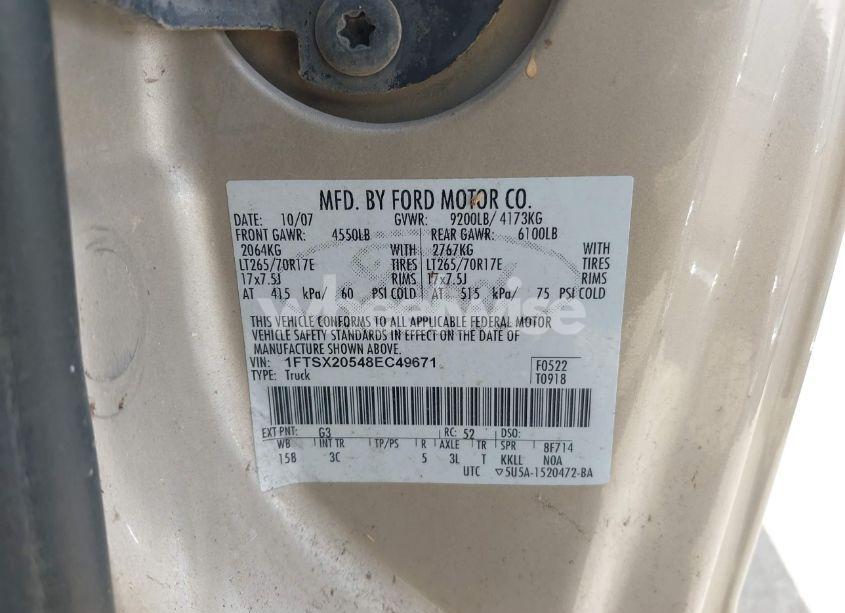 MFD. BY FORD MOTOR CO.
DATE: 10/07 GVWR: 9200LB/ 4173KG
FRONT GAWR: 4550LB REAR GAWR: 6100LB
2064KG WITH 2767KG WITH
LT265/70R17E TIRES LT265/70R17E TIRES
17x7.5J RIMS 17x7.5J RIMS
AT 415 kPa/ 60 PSI COLD AT 515 kPa/ 75 PSI COLD
wheelwise
THIS VEHICLE CONFORMS TO ALL APPLICABLE FEDERAL MOTOR
VEHICLE SAFETY STANDARDS IN EFFECT ON THE DATE OF
MANUFACTURE SHOWN ABOVE.
VIN: 1FTSX20548EC49671 F0522
TYPE: Truck T0918
EXT PNT: G3 RC: 52 DSO:
WB INT TR TP/PS R AXLE TR SPR 8F714
158 3C 5 3L T KKLL N0A
UTC ▽5U5A-1520472-BA